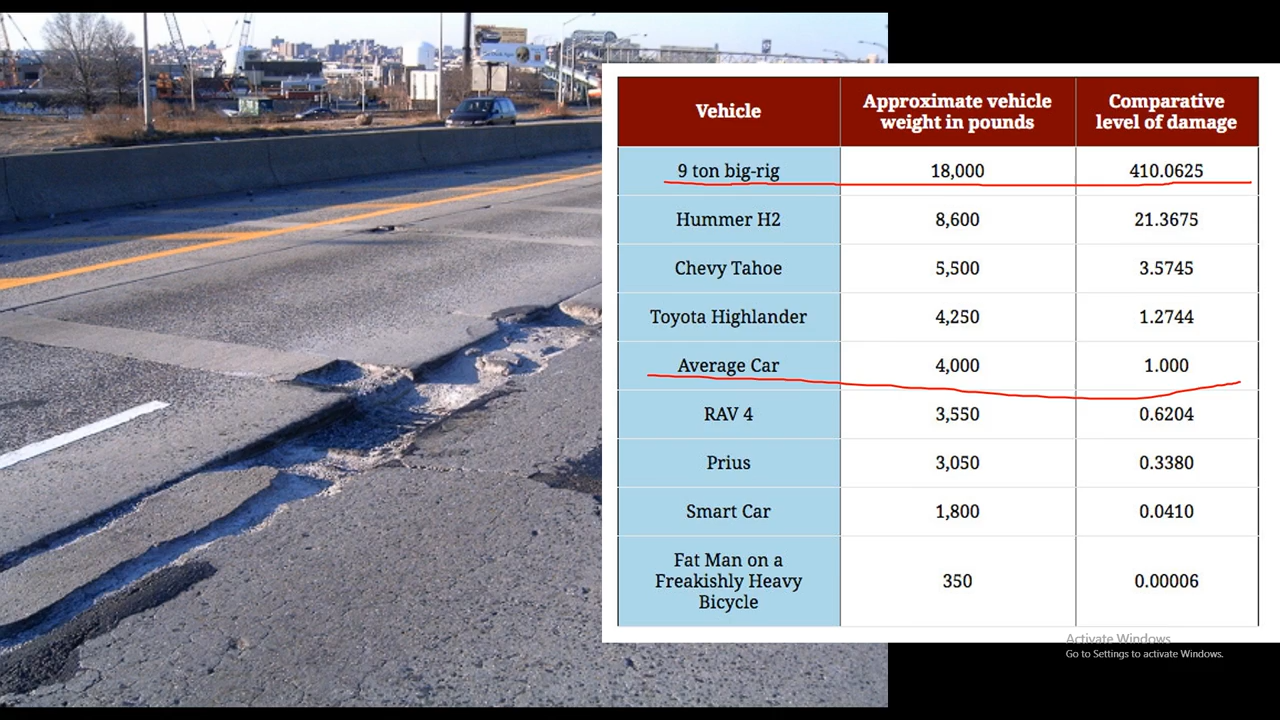 Vehicle
Approximate vehicle
weight in pounds
Comparative
level of damage
9 ton big-rig 18,000 410.0625
Hummer H2 8,600 21.3675
Chevy Tahoe 5,500 3.5745
Toyota Highlander 4,250 1.2744
Average Car 4,000 1.000
RAV 4 3,550 0.6204
Prius 3,050 0.3380
Smart Car 1,800 0.0410
Fat Man on a
Freakishly Heavy
Bicycle
350 0.00006
Activate Windows
Go to Settings to activate Windows.